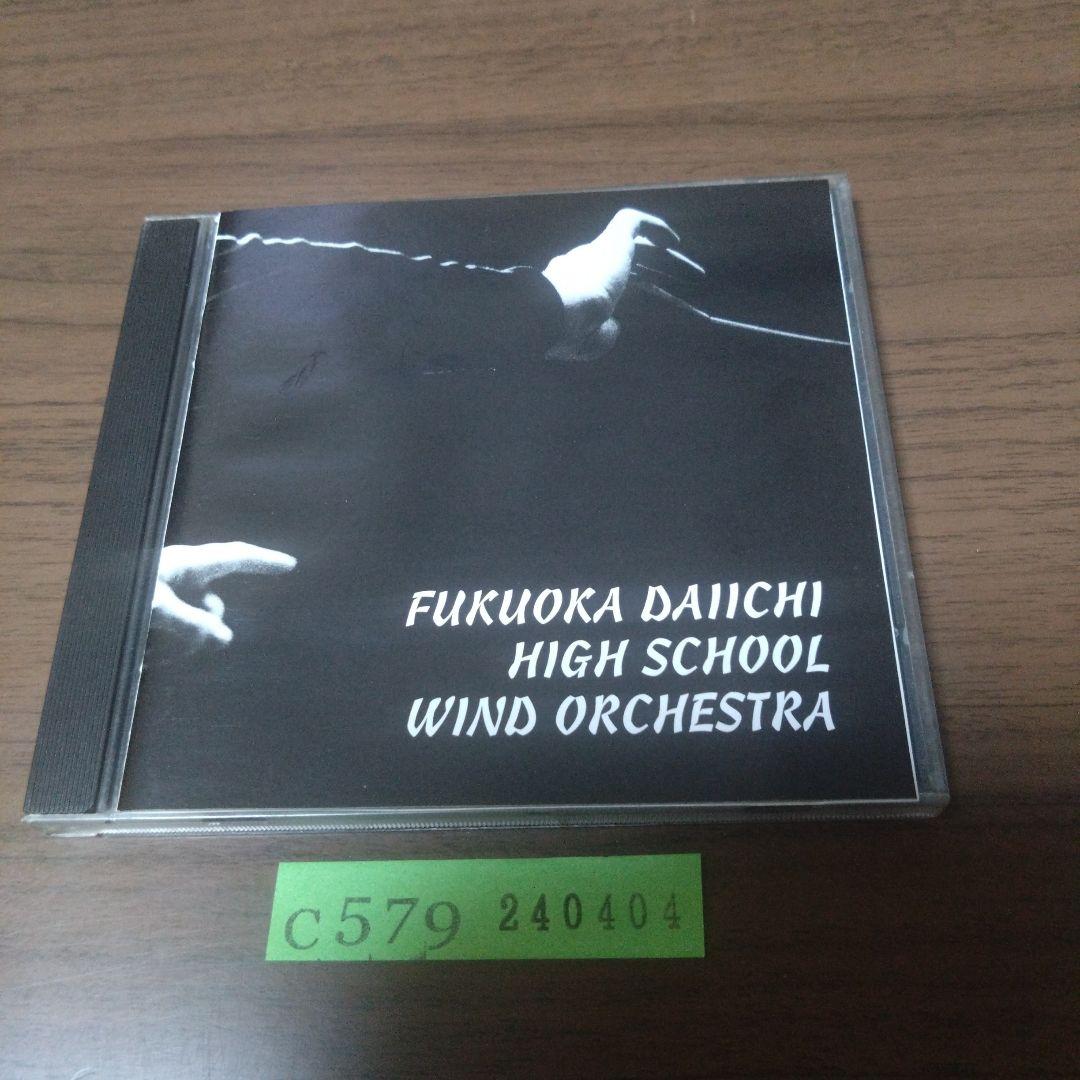 FUKUOKA DAIICHI
HIGH SCHOOL
WIND ORCHESTRA
C579 240404